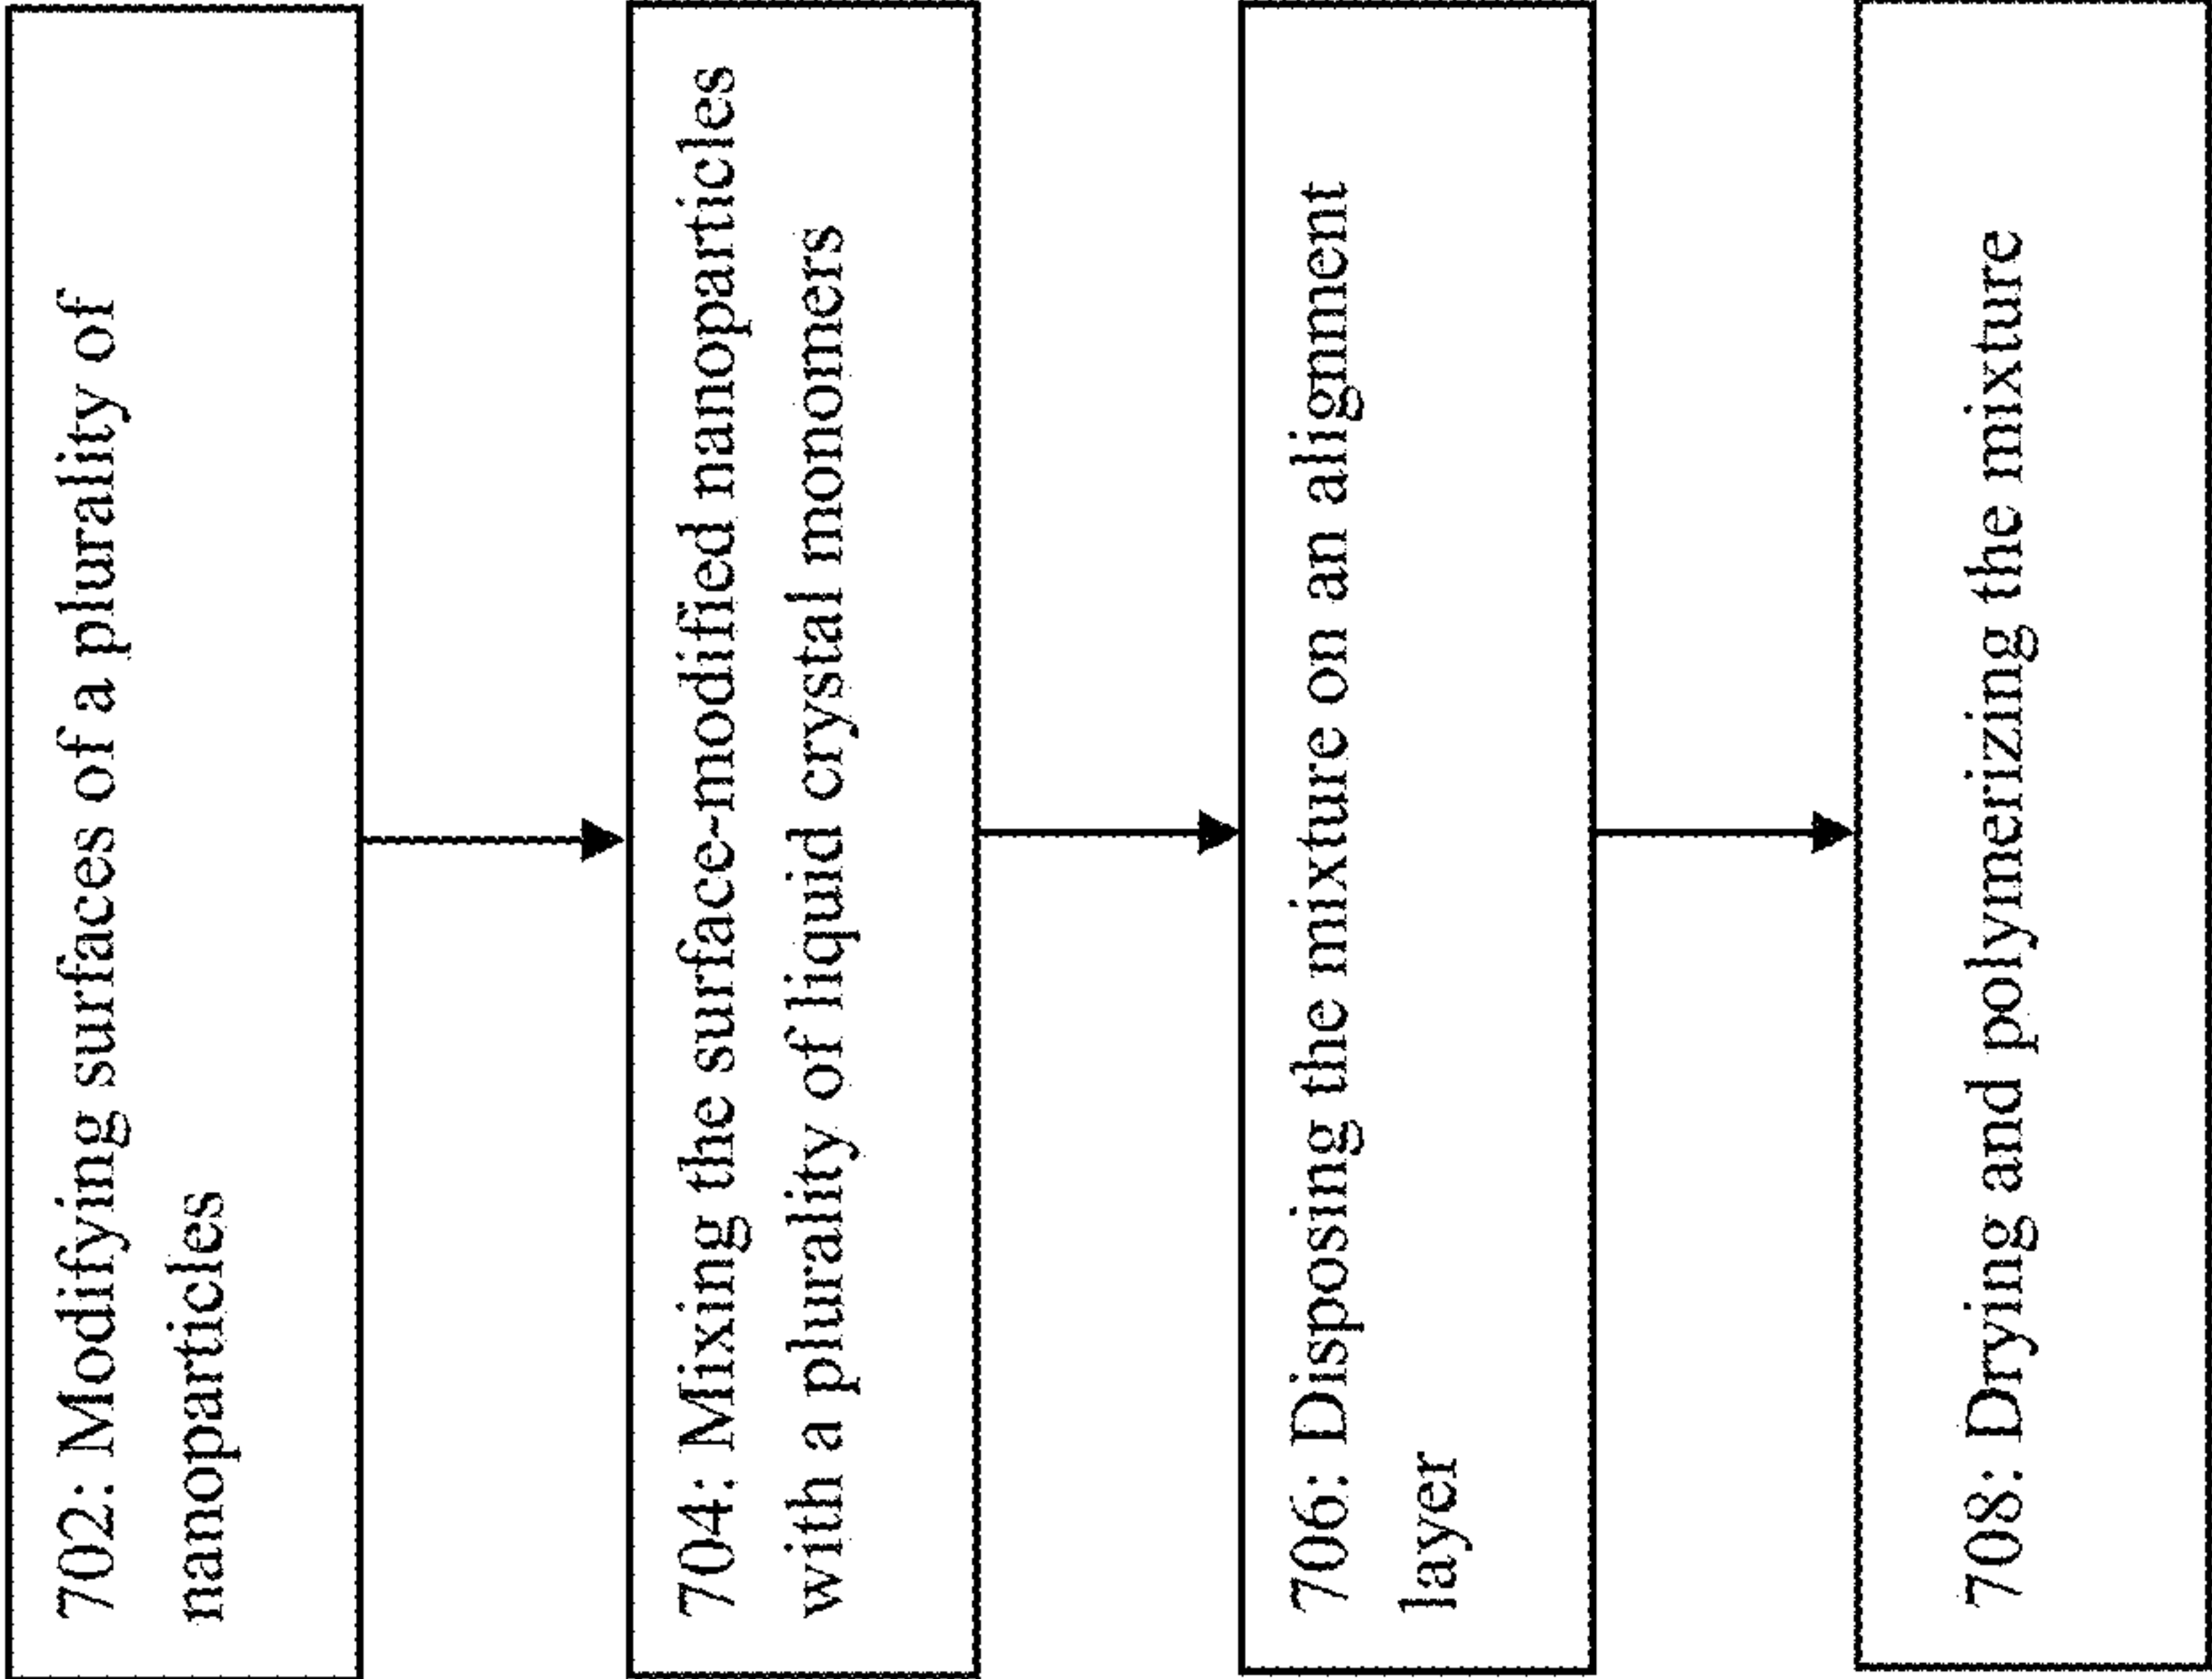 702: Modifying surfaces of a plurality of
nanoparticles
704: Mixing the surface-modified nanoparticles
with a plurality of liquid crystal monomers
706: Disposing the mixture on an alignment
layer
708: Drying and polymerizing the mixture